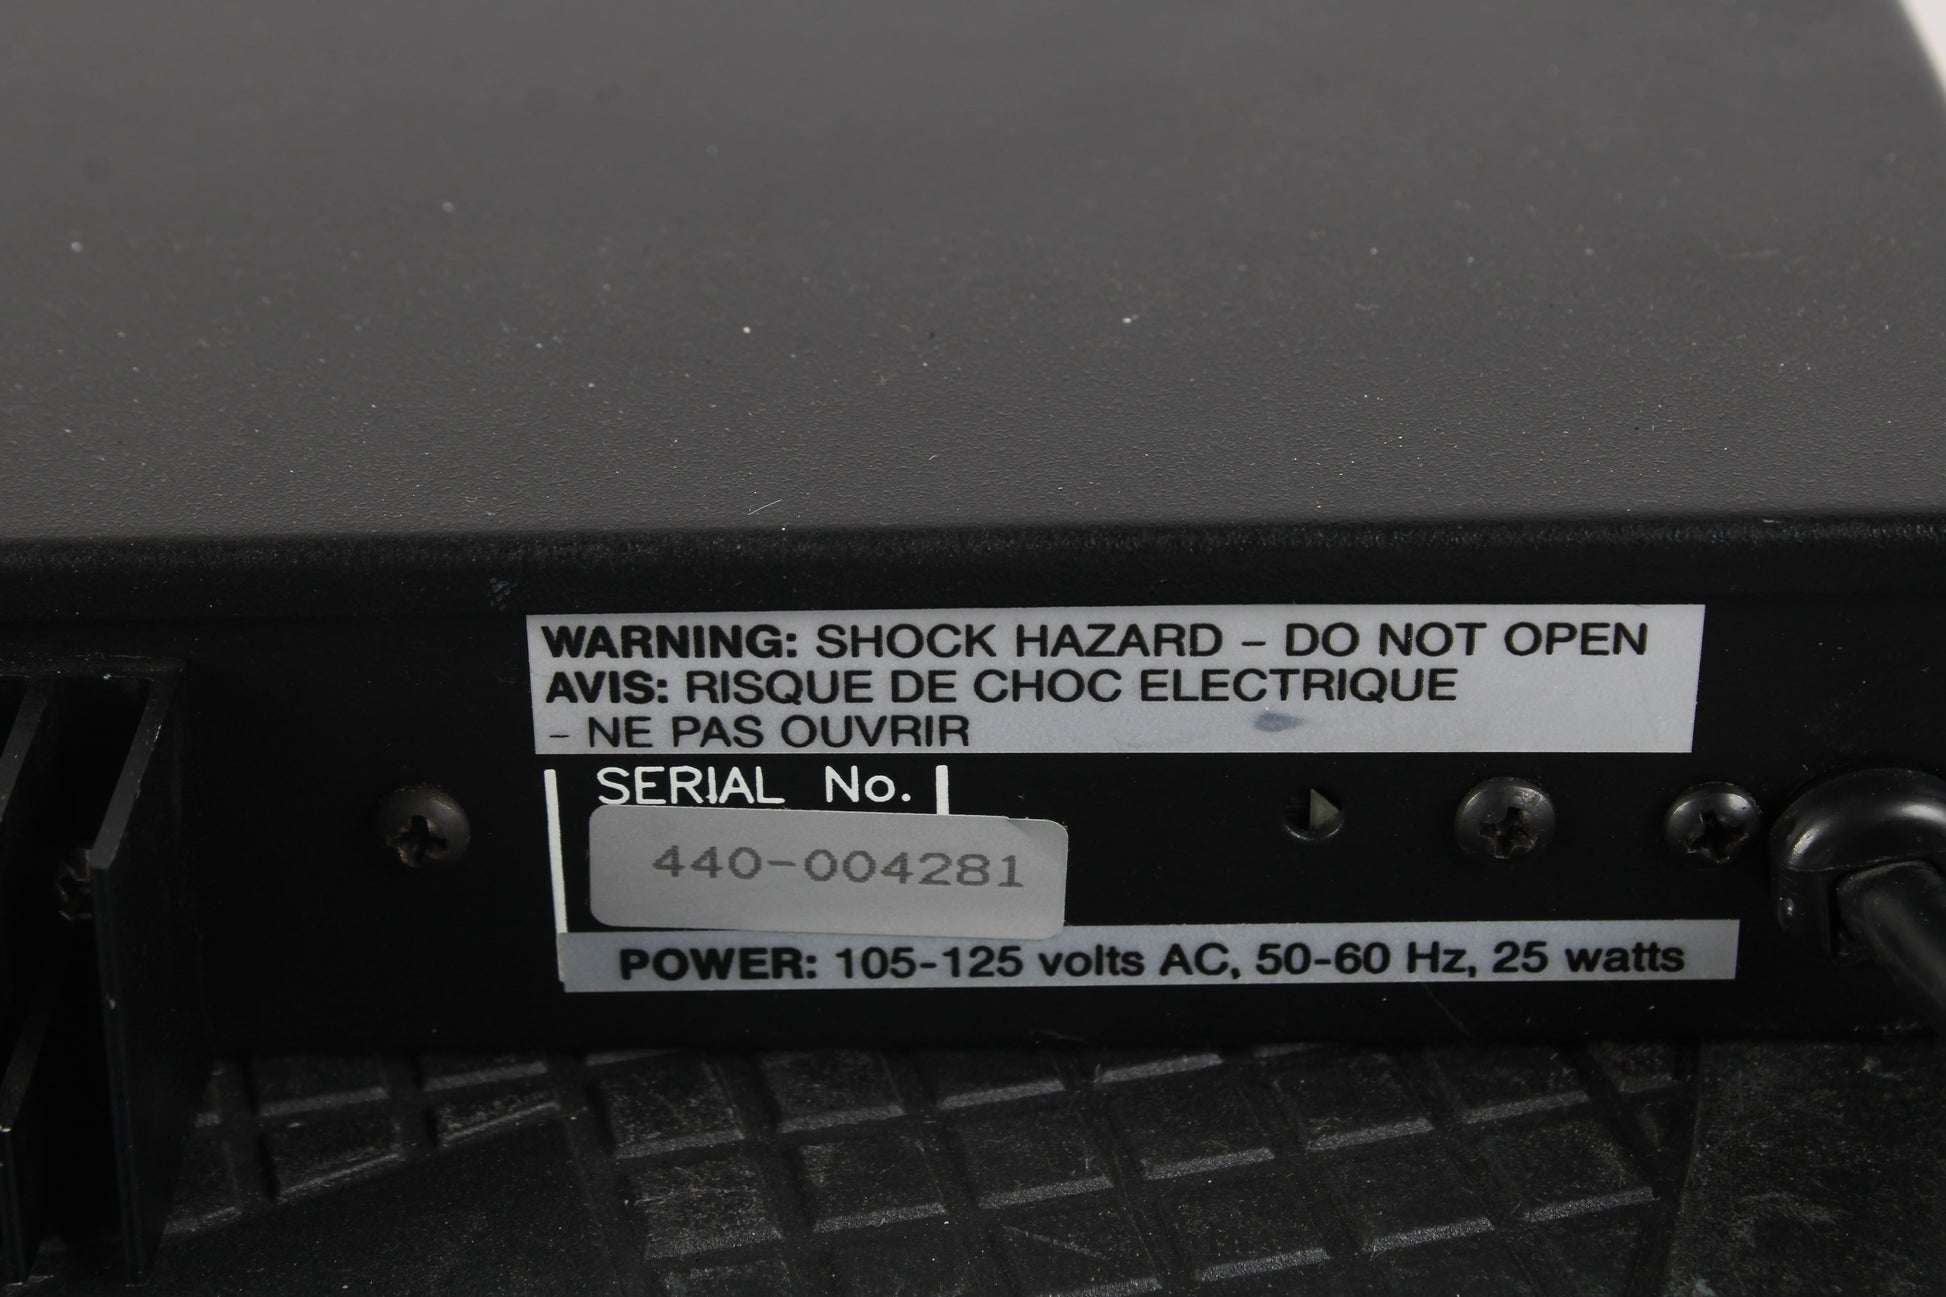 WARNING: SHOCK HAZARD – DO NOT OPEN
AVIS: RISQUE DE CHOC ELECTRIQUE
– NE PAS OUVRIR
SERIAL No.
440-004281
POWER: 105-125 volts AC, 50-60 Hz, 25 watts